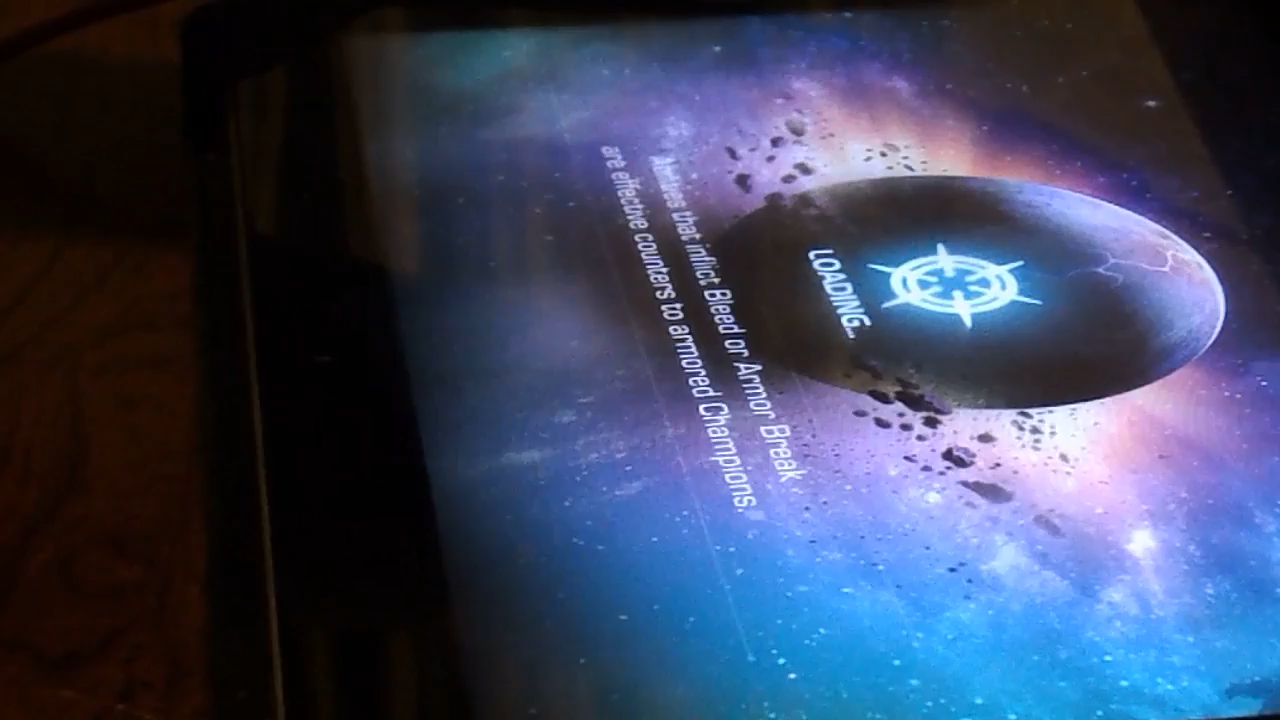 LOADING...
Abilities that inflict Bleed or Armor Break
are effective counters to armored Champions.